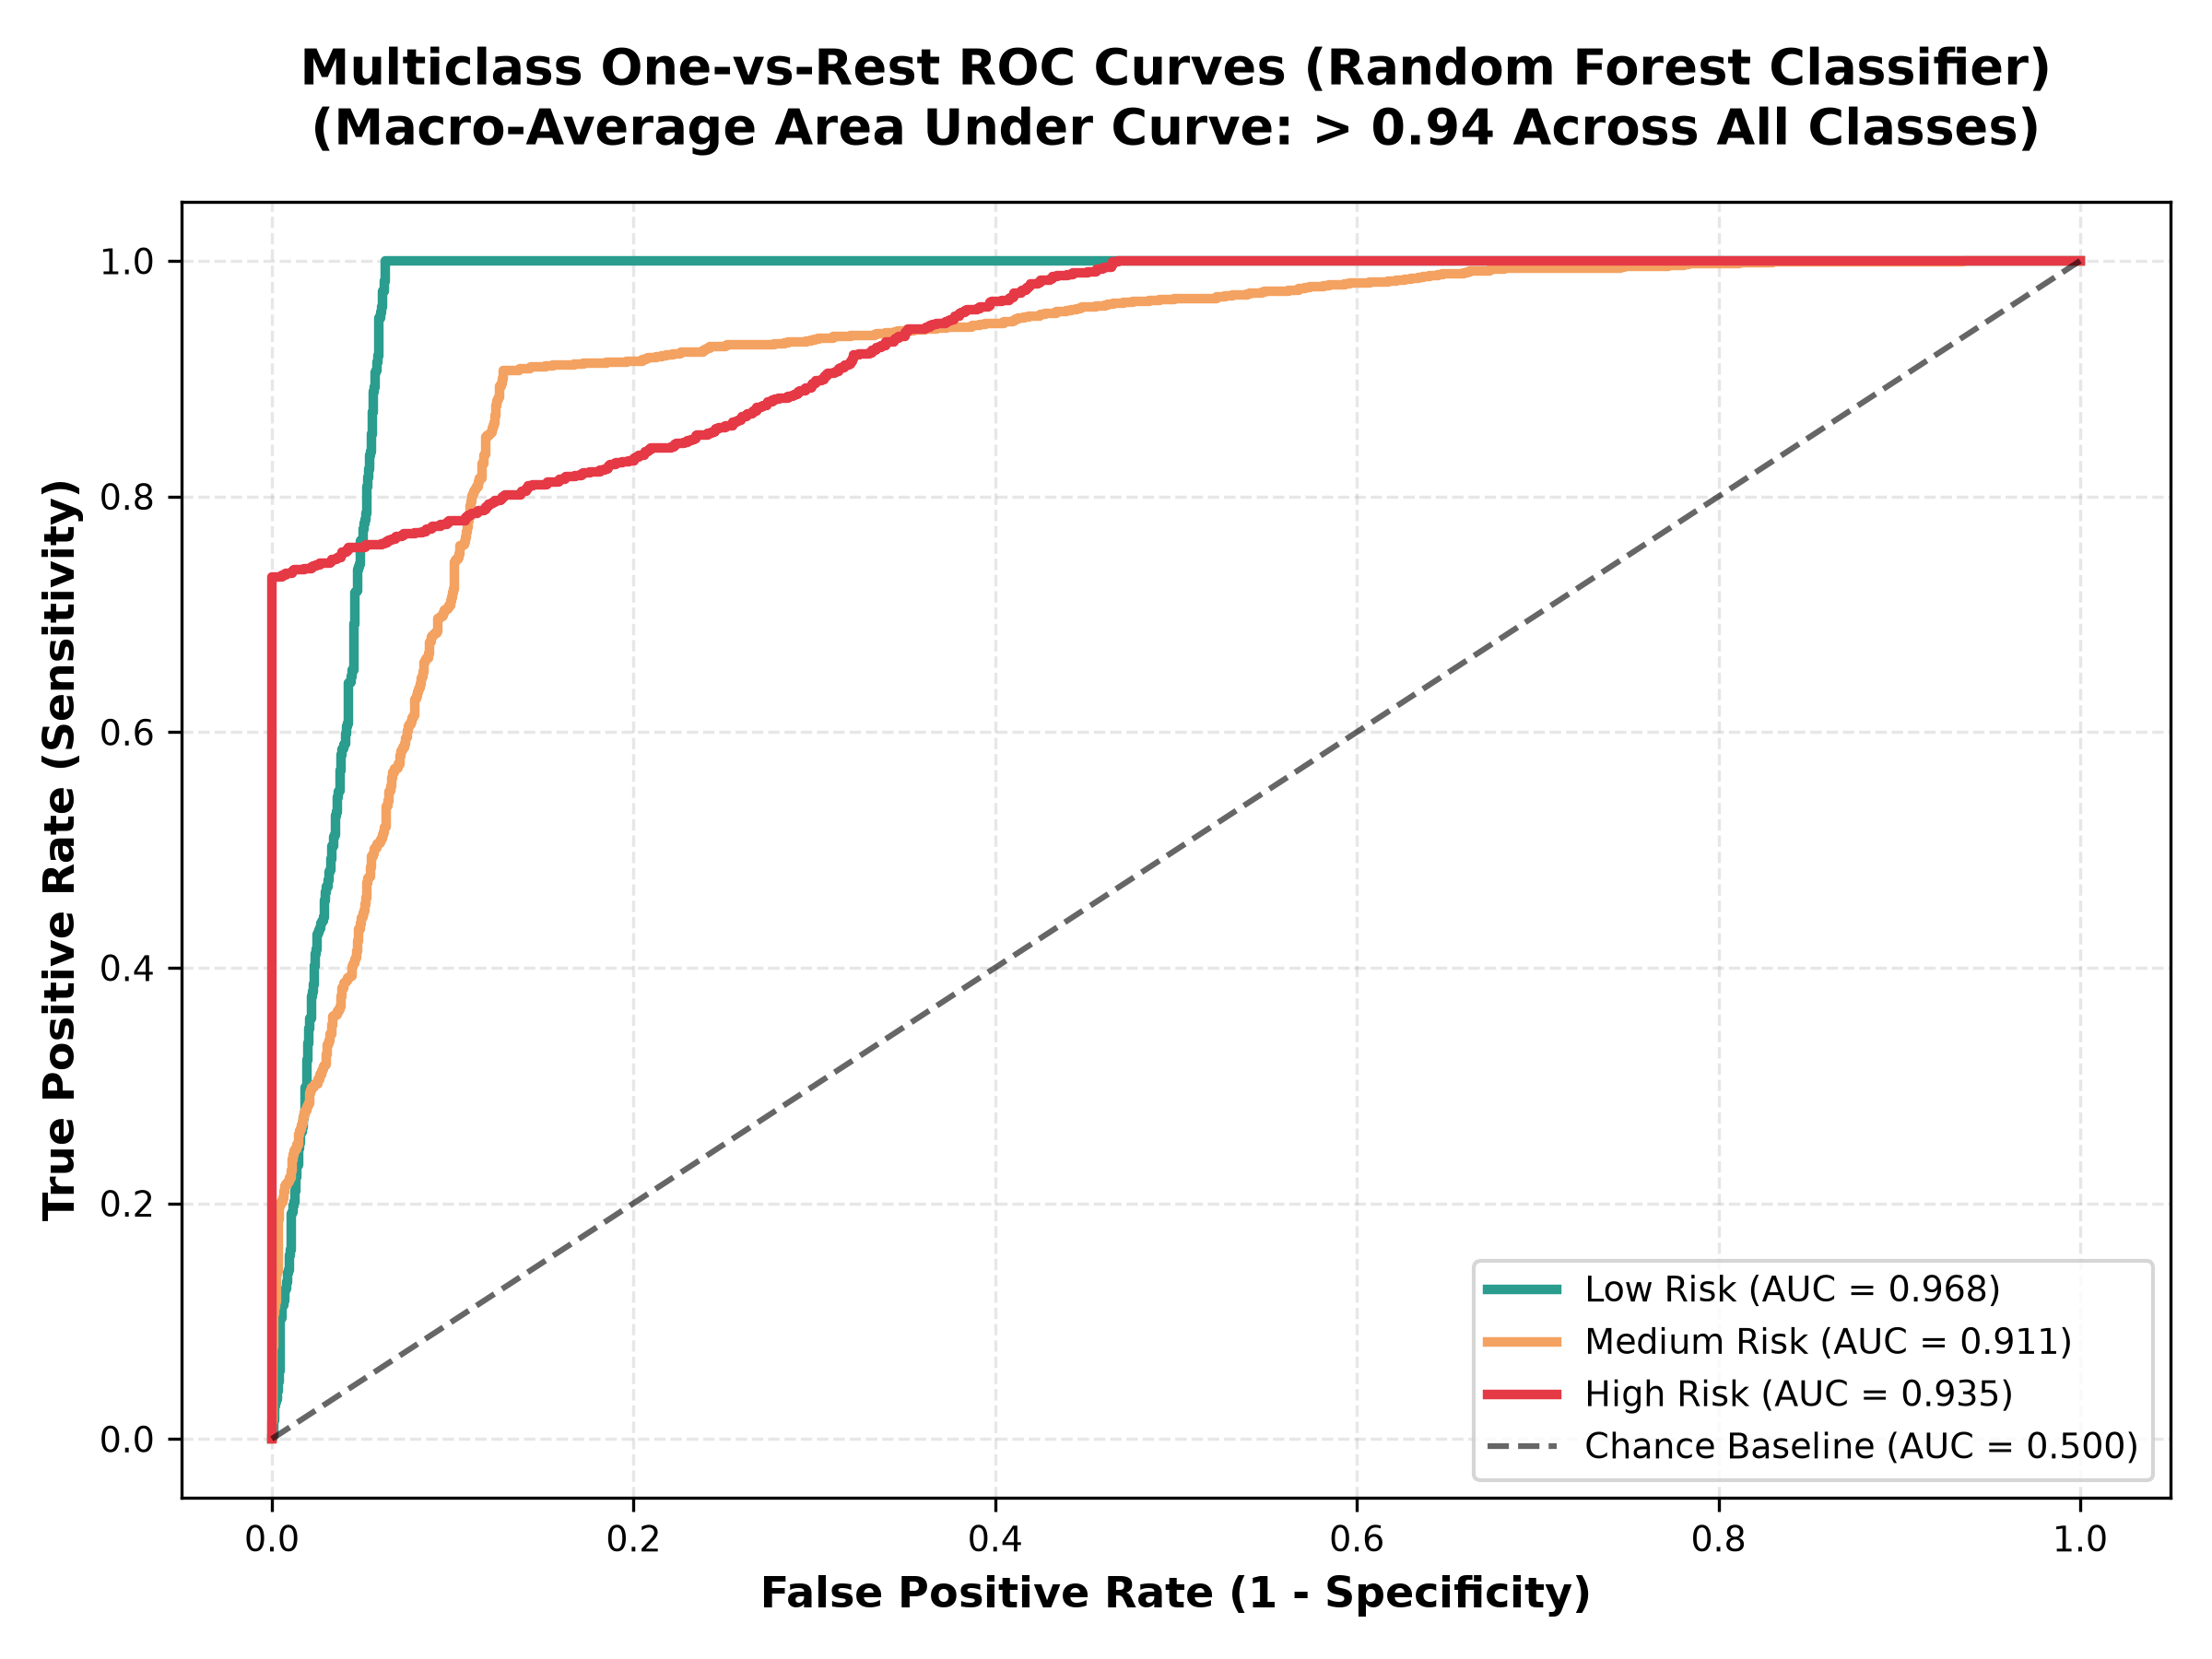 Multiclass One-vs-Rest ROC Curves (Random Forest Classifier)
(Macro-Average Area Under Curve: > 0.94 Across All Classes)
True Positive Rate (Sensitivity)
1.0
0.8
0.6
0.4
0.2
0.0
Low Risk (AUC = 0.968)
Medium Risk (AUC = 0.911)
High Risk (AUC = 0.935)
Chance Baseline (AUC = 0.500)
0.0 0.2 0.4 0.6 0.8 1.0
False Positive Rate (1 - Specificity)